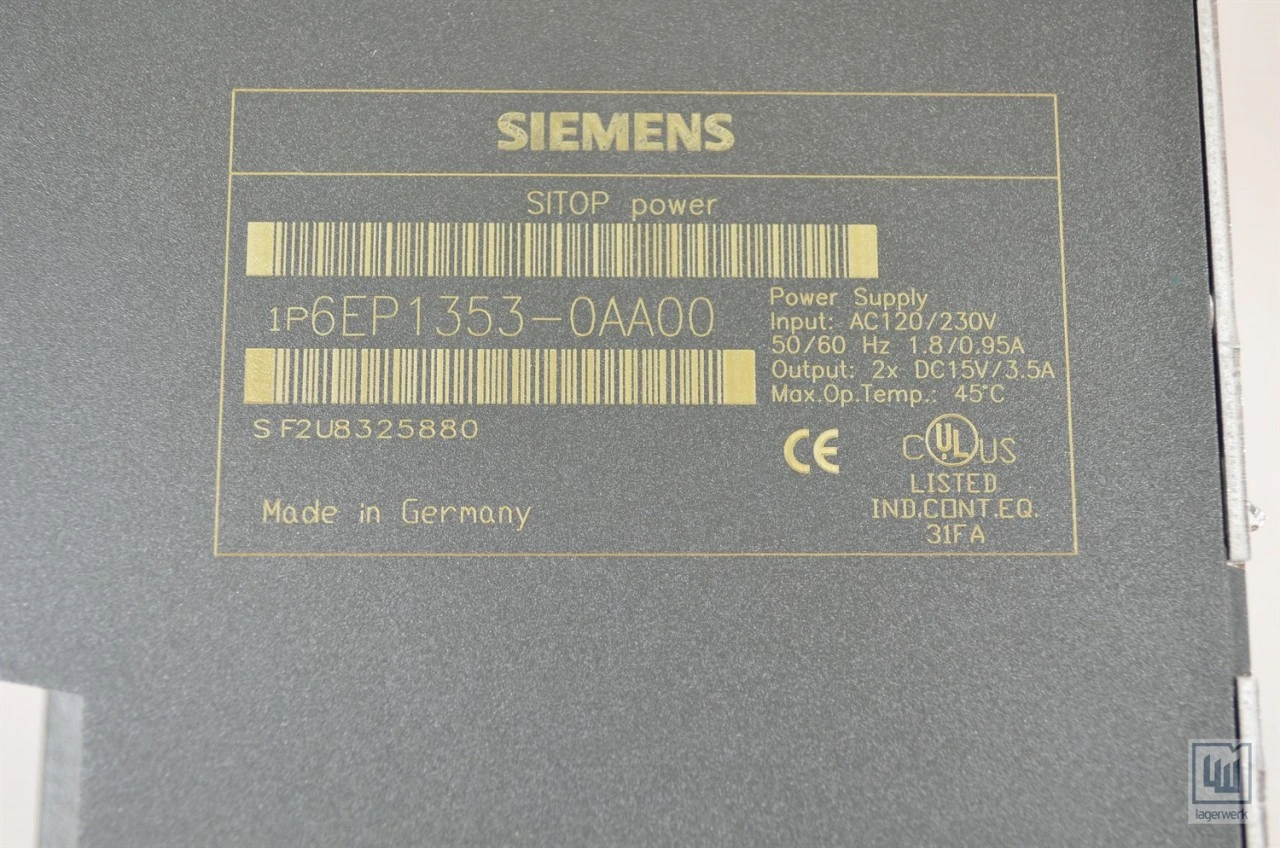 SIEMENS
SITOP power
1P6EP1353-0AA00
S F2U8325880
Made in Germany
Power Supply
Input: AC120/230V
50/60 Hz 1.8/0.95A
Output: 2x DC15V/3.5A
Max.Op.Temp.: 45°C
CE
C UL US
LISTED
IND.CONT.EQ.
31FA
lagerwerk